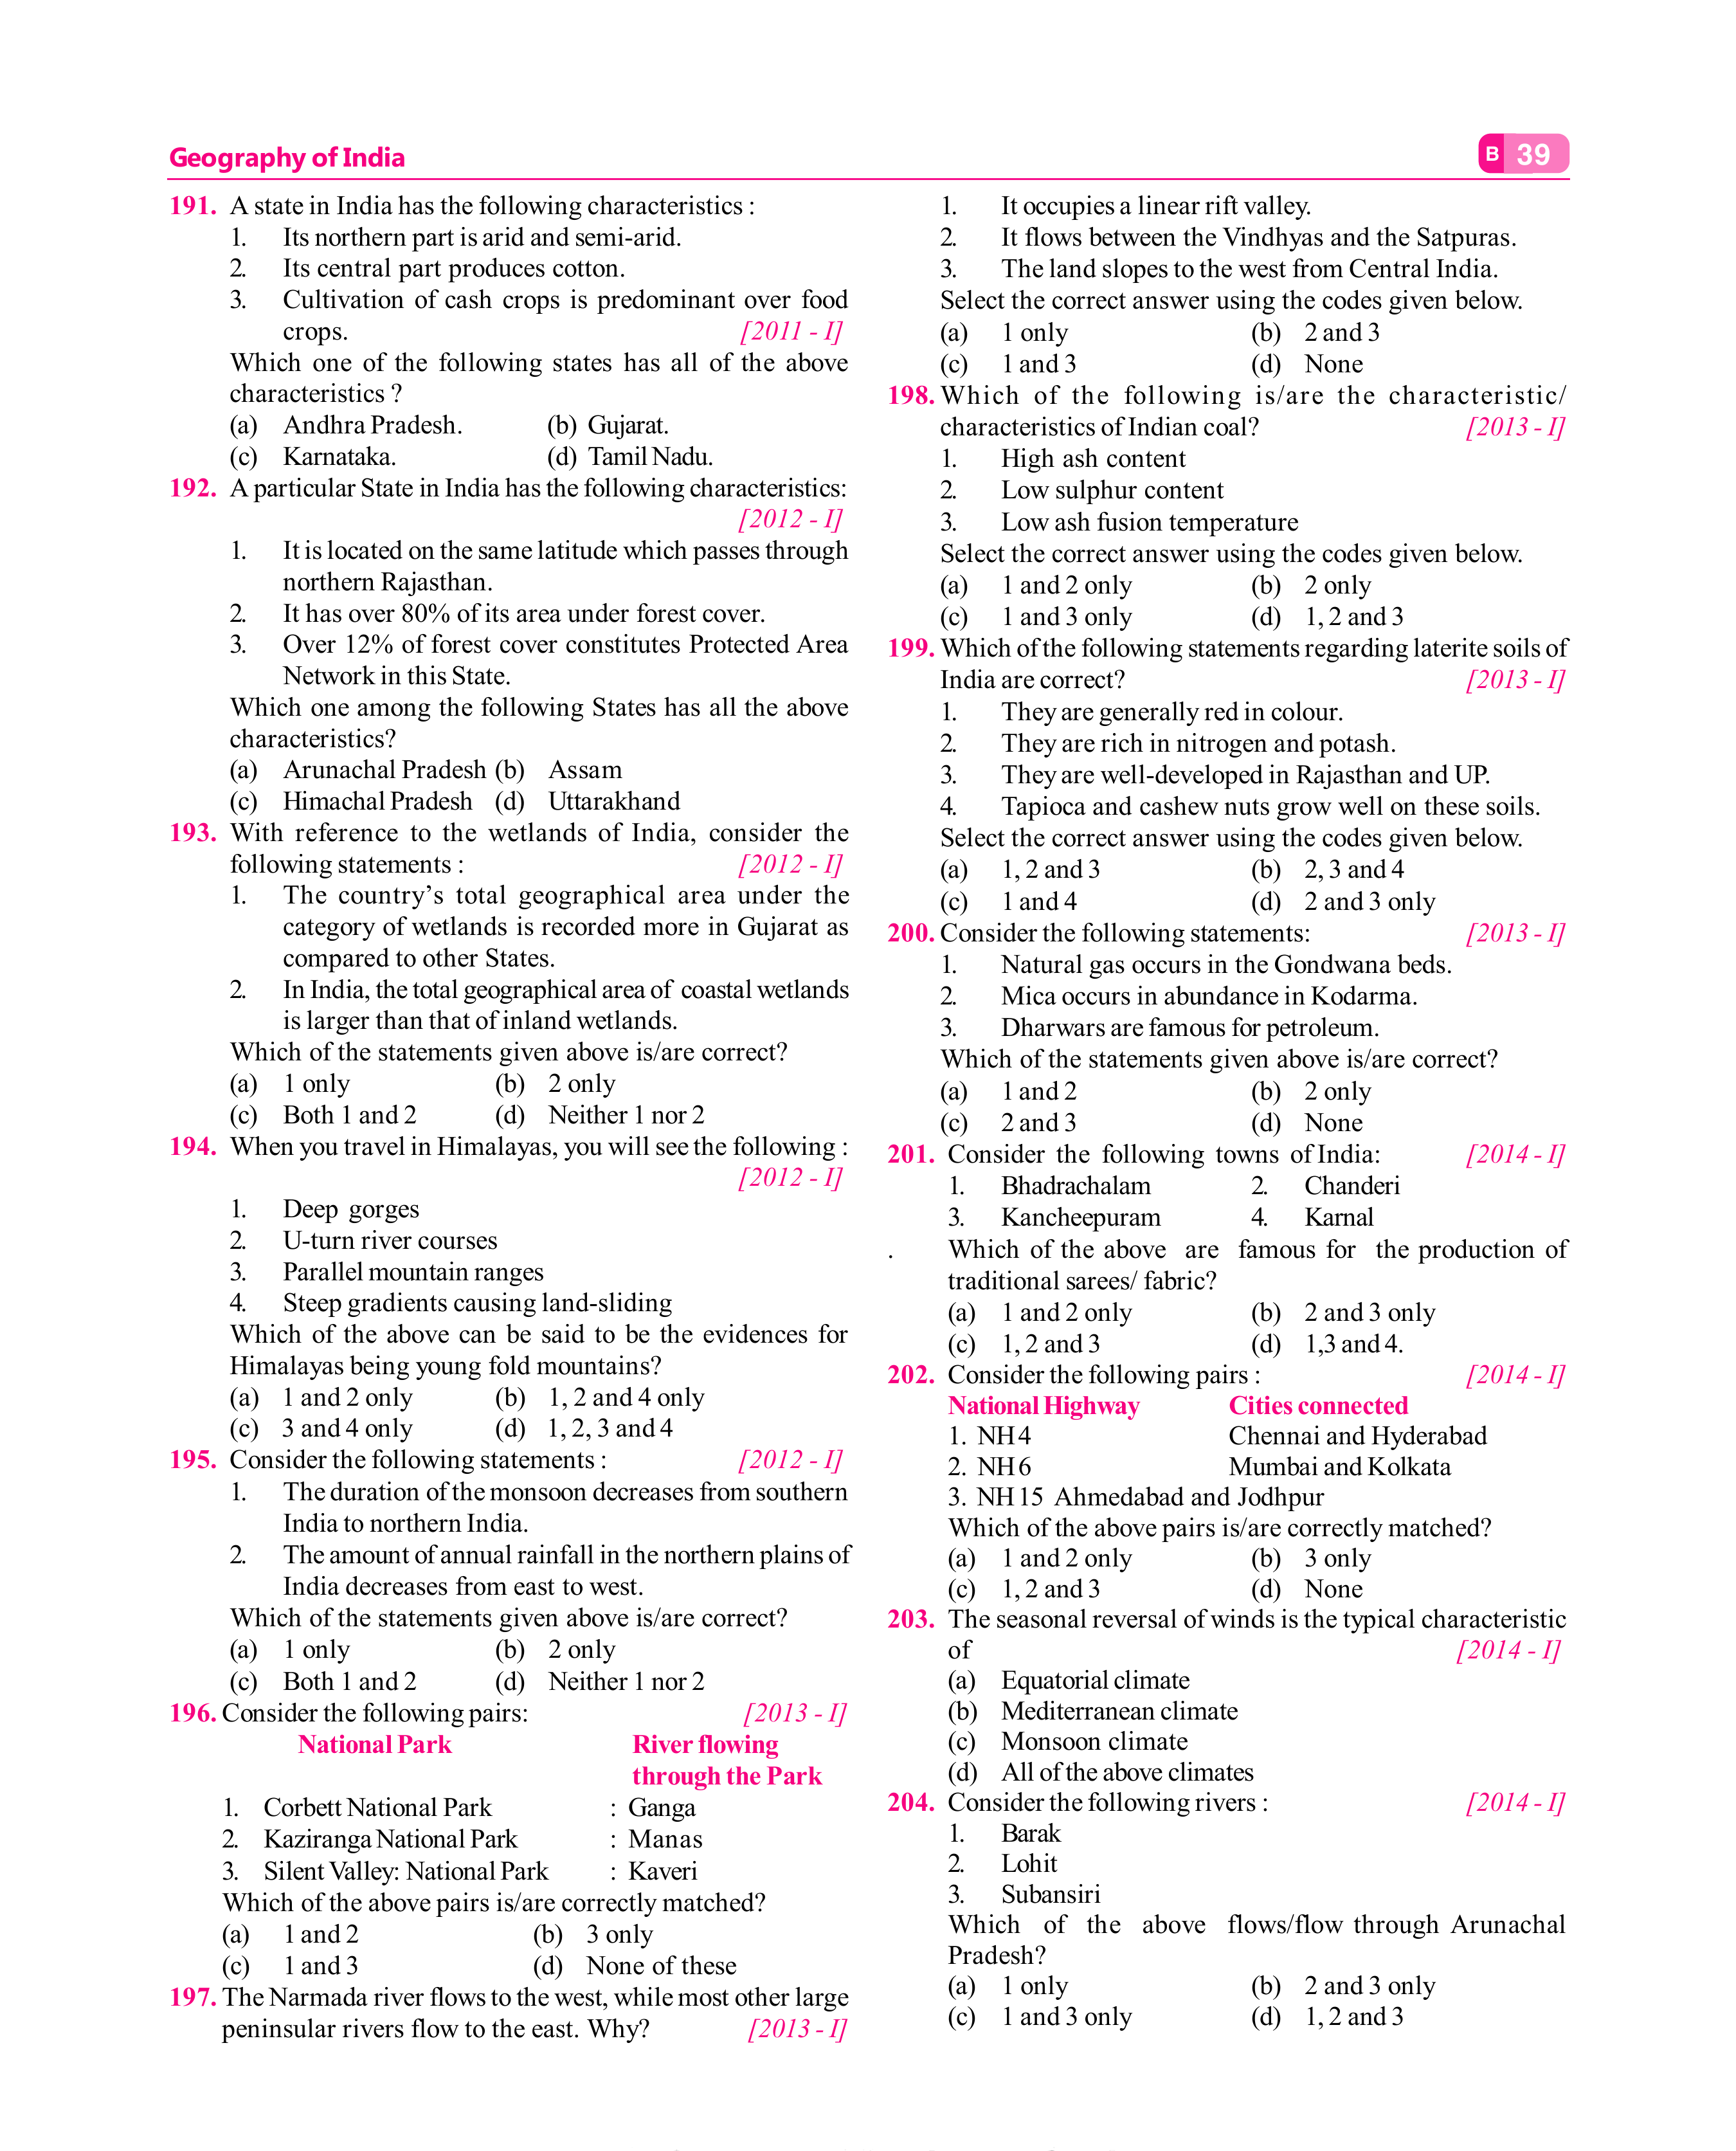 Geography of India
B 39
191. A state in India has the following characteristics :
1. Its northern part is arid and semi-arid.
2. Its central part produces cotton.
3. Cultivation of cash crops is predominant over food
crops. [2011 - I]
Which one of the following states has all of the above
characteristics ?
(a) Andhra Pradesh. (b) Gujarat.
(c) Karnataka. (d) Tamil Nadu.
192. A particular State in India has the following characteristics:
[2012 - I]
1. It is located on the same latitude which passes through
northern Rajasthan.
2. It has over 80% of its area under forest cover.
3. Over 12% of forest cover constitutes Protected Area
Network in this State.
Which one among the following States has all the above
characteristics?
(a) Arunachal Pradesh (b) Assam
(c) Himachal Pradesh (d) Uttarakhand
193. With reference to the wetlands of India, consider the
following statements : [2012 - I]
1. The country's total geographical area under the
category of wetlands is recorded more in Gujarat as
compared to other States.
2. In India, the total geographical area of coastal wetlands
is larger than that of inland wetlands.
Which of the statements given above is/are correct?
(a) 1 only (b) 2 only
(c) Both 1 and 2 (d) Neither 1 nor 2
194. When you travel in Himalayas, you will see the following :
[2012 - I]
1. Deep gorges
2. U-turn river courses
3. Parallel mountain ranges
4. Steep gradients causing land-sliding
Which of the above can be said to be the evidences for
Himalayas being young fold mountains?
(a) 1 and 2 only (b) 1, 2 and 4 only
(c) 3 and 4 only (d) 1, 2, 3 and 4
195. Consider the following statements : [2012 - I]
1. The duration of the monsoon decreases from southern
India to northern India.
2. The amount of annual rainfall in the northern plains of
India decreases from east to west.
Which of the statements given above is/are correct?
(a) 1 only (b) 2 only
(c) Both 1 and 2 (d) Neither 1 nor 2
196. Consider the following pairs: [2013 - I]
National Park River flowing
through the Park
1. Corbett National Park : Ganga
2. Kaziranga National Park : Manas
3. Silent Valley: National Park : Kaveri
Which of the above pairs is/are correctly matched?
(a) 1 and 2 (b) 3 only
(c) 1 and 3 (d) None of these
197. The Narmada river flows to the west, while most other large
peninsular rivers flow to the east. Why? [2013 - I]
1. It occupies a linear rift valley.
2. It flows between the Vindhyas and the Satpuras.
3. The land slopes to the west from Central India.
Select the correct answer using the codes given below.
(a) 1 only (b) 2 and 3
(c) 1 and 3 (d) None
198. Which of the following is/are the characteristic/
characteristics of Indian coal? [2013 - I]
1. High ash content
2. Low sulphur content
3. Low ash fusion temperature
Select the correct answer using the codes given below.
(a) 1 and 2 only (b) 2 only
(c) 1 and 3 only (d) 1, 2 and 3
199. Which of the following statements regarding laterite soils of
India are correct? [2013 - I]
1. They are generally red in colour.
2. They are rich in nitrogen and potash.
3. They are well-developed in Rajasthan and UP.
4. Tapioca and cashew nuts grow well on these soils.
Select the correct answer using the codes given below.
(a) 1, 2 and 3 (b) 2, 3 and 4
(c) 1 and 4 (d) 2 and 3 only
200. Consider the following statements: [2013 - I]
1. Natural gas occurs in the Gondwana beds.
2. Mica occurs in abundance in Kodarma.
3. Dharwars are famous for petroleum.
Which of the statements given above is/are correct?
(a) 1 and 2 (b) 2 only
(c) 2 and 3 (d) None
201. Consider the following towns of India: [2014 - I]
1. Bhadrachalam 2. Chanderi
3. Kancheepuram 4. Karnal
. Which of the above are famous for the production of
traditional sarees/ fabric?
(a) 1 and 2 only (b) 2 and 3 only
(c) 1, 2 and 3 (d) 1,3 and 4.
202. Consider the following pairs : [2014 - I]
National Highway Cities connected
1. NH 4 Chennai and Hyderabad
2. NH 6 Mumbai and Kolkata
3. NH 15 Ahmedabad and Jodhpur
Which of the above pairs is/are correctly matched?
(a) 1 and 2 only (b) 3 only
(c) 1, 2 and 3 (d) None
203. The seasonal reversal of winds is the typical characteristic
of [2014 - I]
(a) Equatorial climate
(b) Mediterranean climate
(c) Monsoon climate
(d) All of the above climates
204. Consider the following rivers : [2014 - I]
1. Barak
2. Lohit
3. Subansiri
Which of the above flows/flow through Arunachal
Pradesh?
(a) 1 only (b) 2 and 3 only
(c) 1 and 3 only (d) 1, 2 and 3